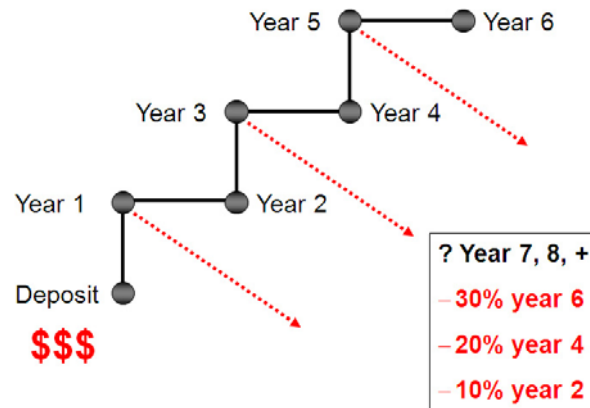 Year 5
Year 6
Year 3
Year 4
Year 1
Year 2
Deposit
$$$
? Year 7, 8, +
–30% year 6
–20% year 4
–10% year 2